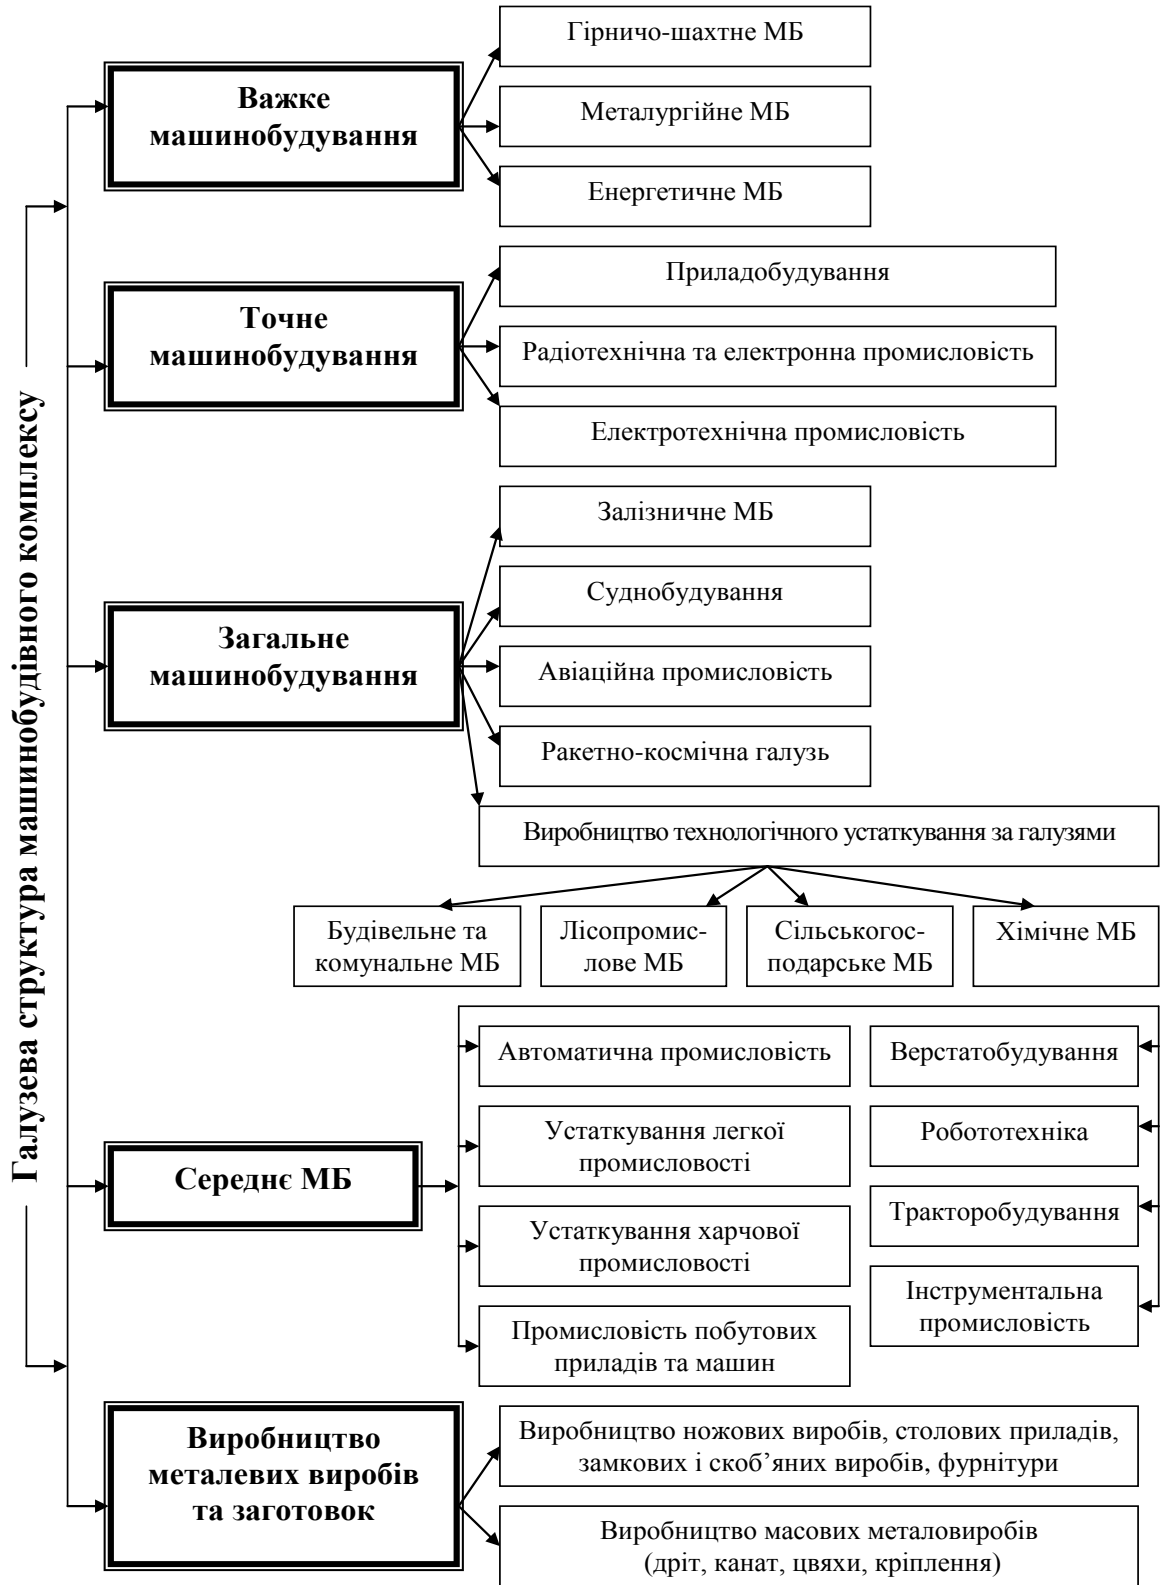 Галузева структура машинобудівного комплексу
Важке
машинобудування
Гірничо-шахтне МБ
Металургійне МБ
Енергетичне МБ
Точне
машинобудування
Приладобудування
Радіотехнічна та електронна промисловість
Електротехнічна промисловість
Загальне
машинобудування
Залізничне МБ
Суднобудування
Авіаційна промисловість
Ракетно-космічна галузь
Виробництво технологічного устаткування за галузями
Будівельне та
комунальне МБ
Лісопромис-
лове МБ
Сільськогос-
подарське МБ
Хімічне МБ
Середнє МБ
Автоматична промисловість
Устаткування легкої
промисловості
Устаткування харчової
промисловості
Промисловість побутових
приладів та машин
Верстатобудування
Робототехніка
Тракторобудування
Інструментальна
промисловість
Виробництво
металевих виробів
та заготовок
Виробництво ножових виробів, столових приладів,
замкових і скоб’яних виробів, фурнітури
Виробництво масових металовиробів
(дріт, канат, цвяхи, кріплення)